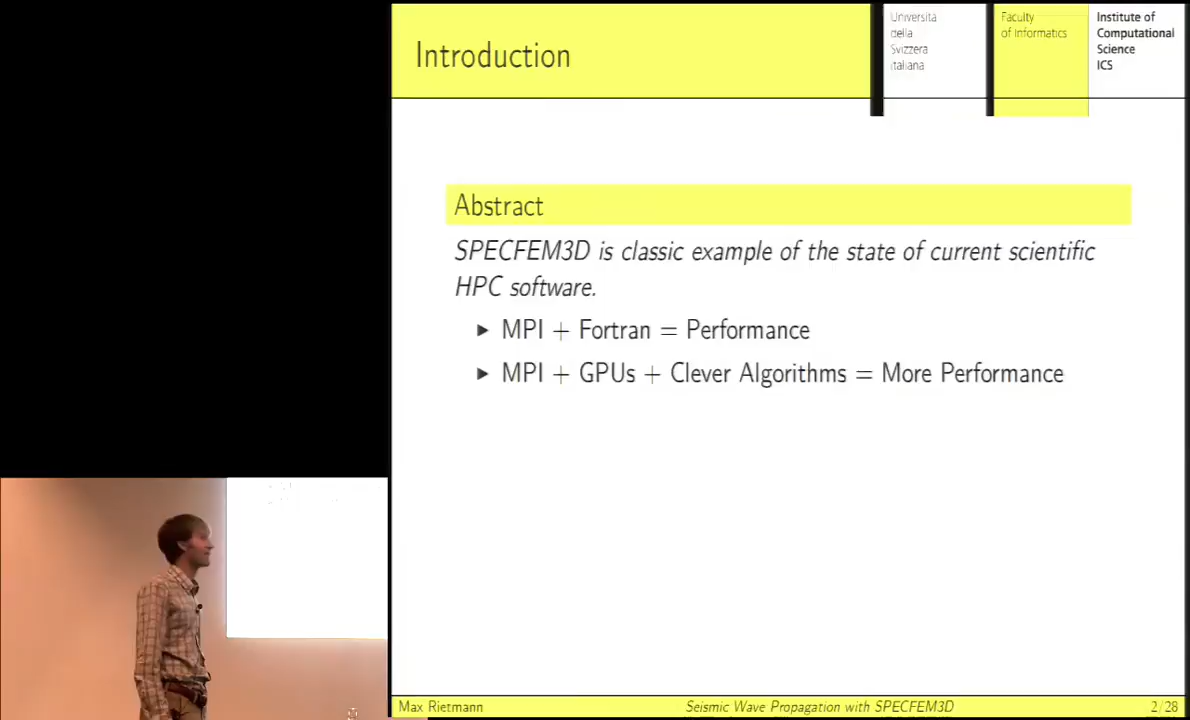 Introduction
Università
della
Svizzera
italiana
Faculty
of Informatics
Institute of
Computational
Science
ICS
Abstract
SPECFEM3D is classic example of the state of current scientific
HPC software.
► MPI + Fortran = Performance
► MPI + GPUs + Clever Algorithms = More Performance
Max Rietmann
Seismic Wave Propagation with SPECFEM3D
2/28